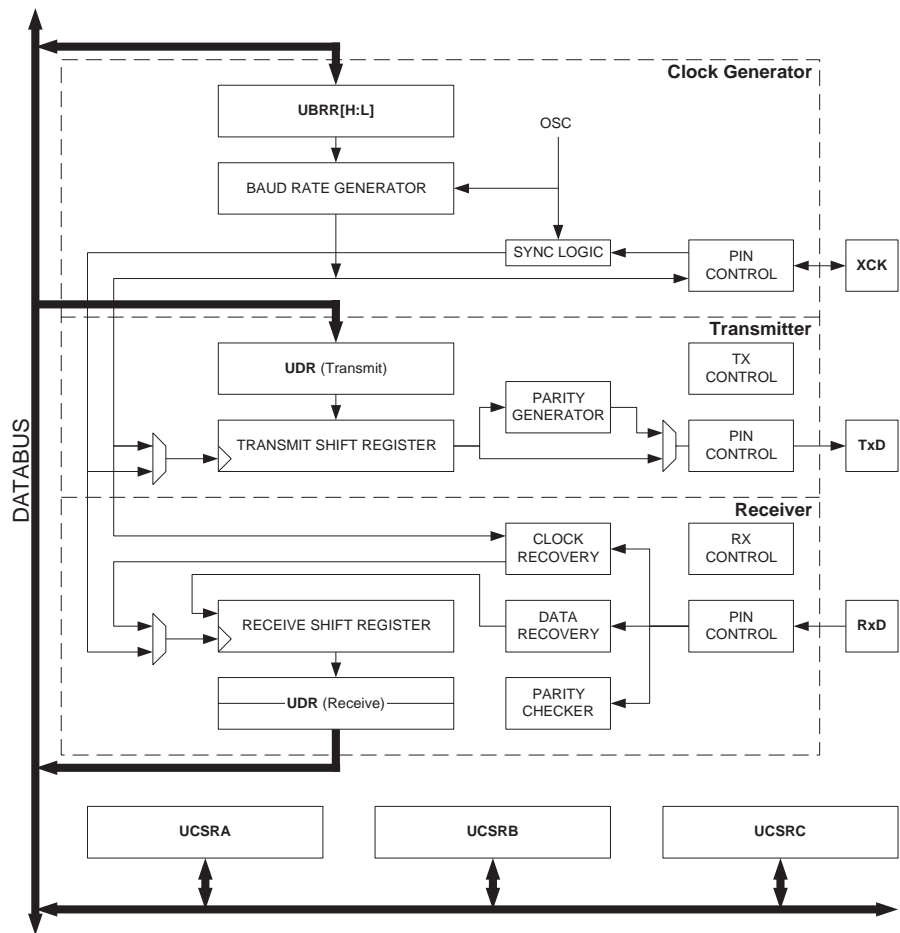 Clock Generator
UBRR[H:L]
OSC
BAUD RATE GENERATOR
SYNC LOGIC
PIN
CONTROL
XCK
Transmitter
UDR (Transmit)
TX
CONTROL
PARITY
GENERATOR
TRANSMIT SHIFT REGISTER
PIN
CONTROL
TxD
DATABUS
Receiver
CLOCK
RECOVERY
RX
CONTROL
RECEIVE SHIFT REGISTER
DATA
RECOVERY
PIN
CONTROL
RxD
UDR (Receive)
PARITY
CHECKER
UCSRA
UCSRB
UCSRC